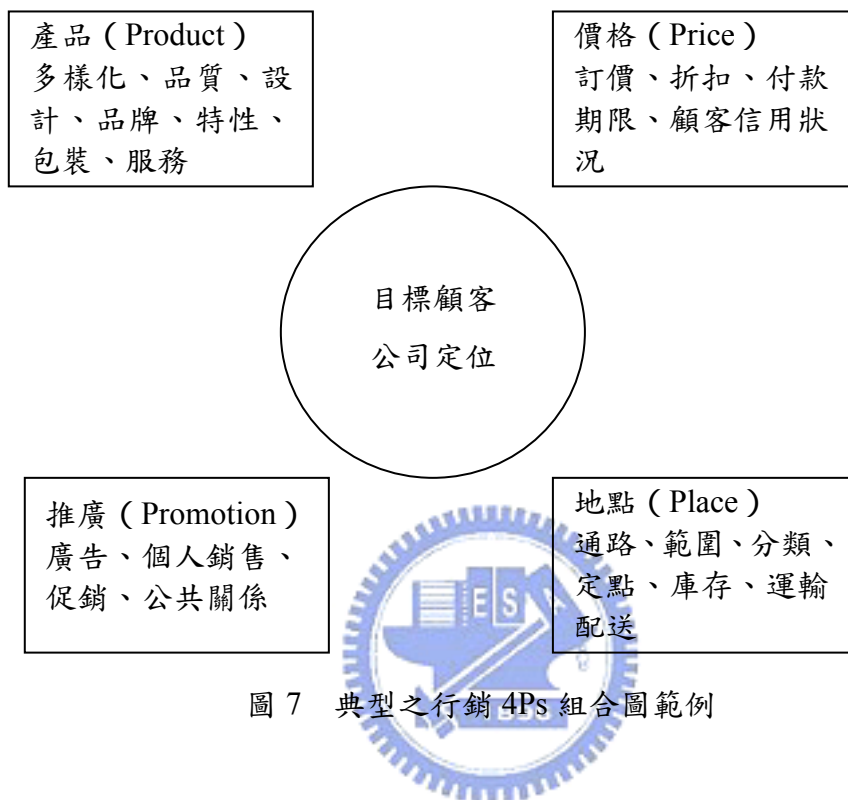 產品（Product）
多樣化、品質、設
計、品牌、特性、
包裝、服務
價格（Price）
訂價、折扣、付款
期限、顧客信用狀
況
目標顧客
公司定位
推廣（Promotion）
廣告、個人銷售、
促銷、公共關係
地點（Place）
通路、範圍、分類、
定點、庫存、運輸
配送
E S
圖 7 典型之行銷 4Ps 組合圖範例